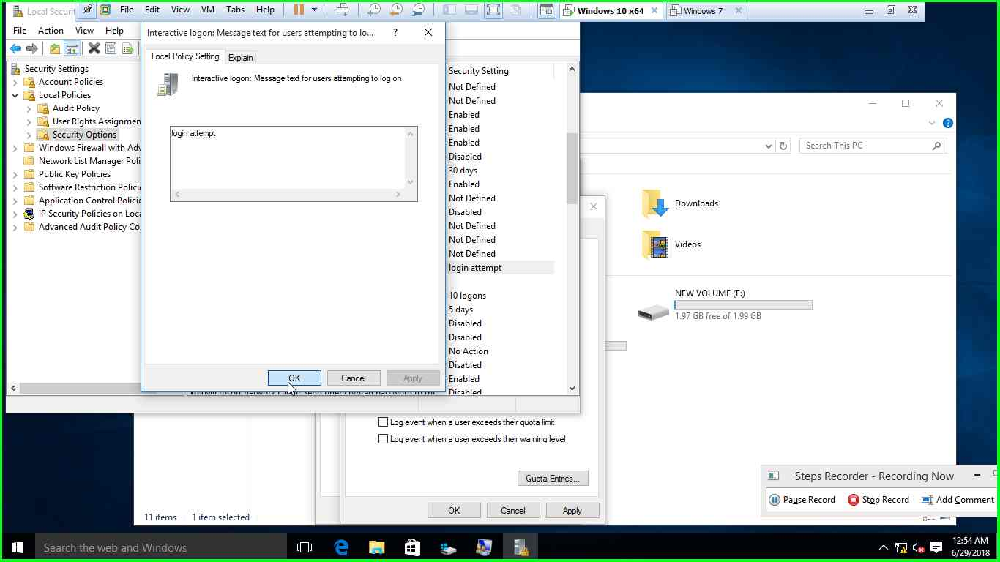 Local Securi
File Edit View VM Tabs Help
Windows 10 x64
Windows 7
File Action View Help
Security Settings
Account Policies
Local Policies
Audit Policy
User Rights Assignmen
Security Options
Windows Firewall with Adv
Network List Manager Poli
Public Key Policies
Software Restriction Policie
Application Control Policie
IP Security Policies on Loca
Advanced Audit Policy Co
Interactive logon: Message text for users attempting to lo...
?
Local Policy Setting
Explain
Interactive logon: Message text for users attempting to log on
login attempt
OK
Cancel
Apply
Security Setting
Not Defined
Not Defined
Enabled
Enabled
Enabled
Disabled
30 days
Enabled
Not Defined
Disabled
Not Defined
Not Defined
Not Defined
login attempt
10 logons
5 days
Disabled
Disabled
No Action
Disabled
Enabled
Disabled
Search This PC
?
Downloads
Videos
NEW VOLUME (E:)
1.97 GB free of 1.99 GB
Log event when a user exceeds their quota limit
Log event when a user exceeds their warning level
Quota Entries...
OK
Cancel
Apply
11 items 1 item selected
Steps Recorder - Recording Now
Pause Record
Stop Record
Add Comment
Search the web and Windows
12:54 AM
6/29/2018